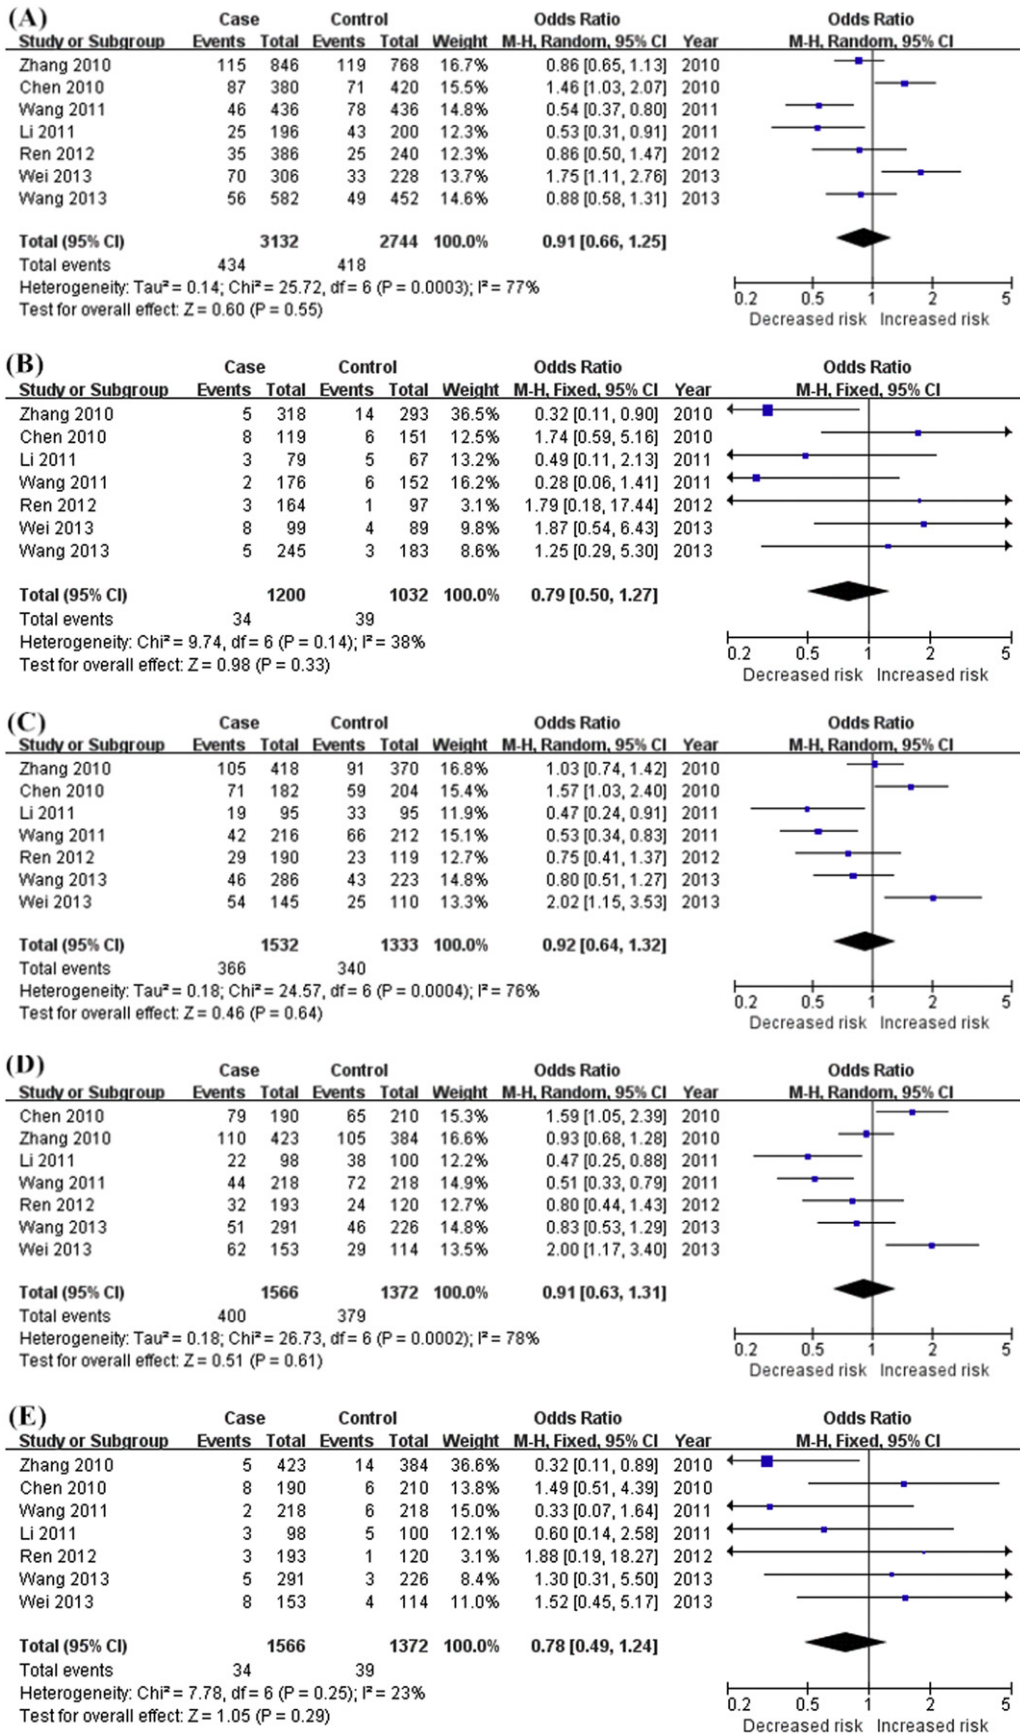 (A) Case Control Odds Ratio Odds Ratio
Study or Subgroup Events Total Events Total Weight M-H, Random, 95% CI Year M-H, Random, 95% CI
Zhang 2010 115 846 119 768 16.7% 0.86 [0.65, 1.13] 2010
Chen 2010 87 380 71 420 15.5% 1.46 [1.03, 2.07] 2010
Wang 2011 46 436 78 436 14.8% 0.54 [0.37, 0.80] 2011
Li 2011 25 196 43 200 12.3% 0.53 [0.31, 0.91] 2011
Ren 2012 35 386 25 240 12.3% 0.86 [0.50, 1.47] 2012
Wei 2013 70 306 33 228 13.7% 1.75 [1.11, 2.76] 2013
Wang 2013 56 582 49 452 14.6% 0.88 [0.58, 1.31] 2013
Total (95% CI) 3132 2744 100.0% 0.91 [0.66, 1.25]
Total events 434 418
Heterogeneity: Tau² = 0.14; Chi² = 25.72, df = 6 (P = 0.0003); I² = 77%
Test for overall effect: Z = 0.60 (P = 0.55)
0.2 0.5 1 2 5
Decreased risk Increased risk
(B) Case Control Odds Ratio Odds Ratio
Study or Subgroup Events Total Events Total Weight M-H, Fixed, 95% CI Year M-H, Fixed, 95% CI
Zhang 2010 5 318 14 293 36.5% 0.32 [0.11, 0.90] 2010
Chen 2010 8 119 6 151 12.5% 1.74 [0.59, 5.16] 2010
Li 2011 3 79 5 67 13.2% 0.49 [0.11, 2.13] 2011
Wang 2011 2 176 6 152 16.2% 0.28 [0.06, 1.41] 2011
Ren 2012 3 164 1 97 3.1% 1.79 [0.18, 17.44] 2012
Wei 2013 8 99 4 89 9.8% 1.87 [0.54, 6.43] 2013
Wang 2013 5 245 3 183 8.6% 1.25 [0.29, 5.30] 2013
Total (95% CI) 1200 1032 100.0% 0.79 [0.50, 1.27]
Total events 34 39
Heterogeneity: Chi² = 9.74, df = 6 (P = 0.14); I² = 38%
Test for overall effect: Z = 0.98 (P = 0.33)
0.2 0.5 1 2 5
Decreased risk Increased risk
(C) Case Control Odds Ratio Odds Ratio
Study or Subgroup Events Total Events Total Weight M-H, Random, 95% CI Year M-H, Random, 95% CI
Zhang 2010 105 418 91 370 16.8% 1.03 [0.74, 1.42] 2010
Chen 2010 71 182 59 204 15.4% 1.57 [1.03, 2.40] 2010
Li 2011 19 95 33 95 11.9% 0.47 [0.24, 0.91] 2011
Wang 2011 42 216 66 212 15.1% 0.53 [0.34, 0.83] 2011
Ren 2012 29 190 23 119 12.7% 0.75 [0.41, 1.37] 2012
Wang 2013 46 286 43 223 14.8% 0.80 [0.51, 1.27] 2013
Wei 2013 54 145 25 110 13.3% 2.02 [1.15, 3.53] 2013
Total (95% CI) 1532 1333 100.0% 0.92 [0.64, 1.32]
Total events 366 340
Heterogeneity: Tau² = 0.18; Chi² = 24.57, df = 6 (P = 0.0004); I² = 76%
Test for overall effect: Z = 0.46 (P = 0.64)
0.2 0.5 1 2 5
Decreased risk Increased risk
(D) Case Control Odds Ratio Odds Ratio
Study or Subgroup Events Total Events Total Weight M-H, Random, 95% CI Year M-H, Random, 95% CI
Chen 2010 79 190 65 210 15.3% 1.59 [1.05, 2.39] 2010
Zhang 2010 110 423 105 384 16.6% 0.93 [0.68, 1.28] 2010
Li 2011 22 98 38 100 12.2% 0.47 [0.25, 0.88] 2011
Wang 2011 44 218 72 218 14.9% 0.51 [0.33, 0.79] 2011
Ren 2012 32 193 24 120 12.7% 0.80 [0.44, 1.43] 2012
Wang 2013 51 291 46 226 14.8% 0.83 [0.53, 1.29] 2013
Wei 2013 62 153 29 114 13.5% 2.00 [1.17, 3.40] 2013
Total (95% CI) 1566 1372 100.0% 0.91 [0.63, 1.31]
Total events 400 379
Heterogeneity: Tau² = 0.18; Chi² = 26.73, df = 6 (P = 0.0002); I² = 78%
Test for overall effect: Z = 0.51 (P = 0.61)
0.2 0.5 1 2 5
Decreased risk Increased risk
(E) Case Control Odds Ratio Odds Ratio
Study or Subgroup Events Total Events Total Weight M-H, Fixed, 95% CI Year M-H, Fixed, 95% CI
Zhang 2010 5 423 14 384 36.6% 0.32 [0.11, 0.89] 2010
Chen 2010 8 190 6 210 13.8% 1.49 [0.51, 4.39] 2010
Wang 2011 2 218 6 218 15.0% 0.33 [0.07, 1.64] 2011
Li 2011 3 98 5 100 12.1% 0.60 [0.14, 2.58] 2011
Ren 2012 3 193 1 120 3.1% 1.88 [0.19, 18.27] 2012
Wang 2013 5 291 3 226 8.4% 1.30 [0.31, 5.50] 2013
Wei 2013 8 153 4 114 11.0% 1.52 [0.45, 5.17] 2013
Total (95% CI) 1566 1372 100.0% 0.78 [0.49, 1.24]
Total events 34 39
Heterogeneity: Chi² = 7.78, df = 6 (P = 0.25); I² = 23%
Test for overall effect: Z = 1.05 (P = 0.29)
0.2 0.5 1 2 5
Decreased risk Increased risk